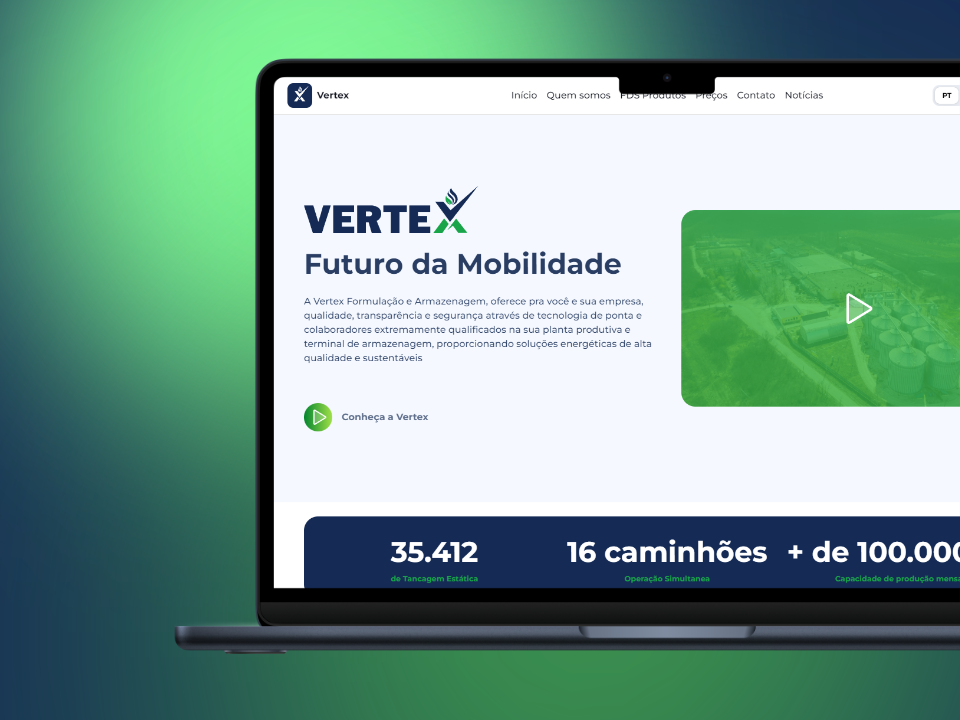 Vertex
Início Quem somos FDS Produtos Preços Contato Notícias
PT
VERTEX
Futuro da Mobilidade
A Vertex Formulação e Armazenagem, oferece pra você e sua empresa,
qualidade, transparência e segurança através de tecnologia de ponta e
colaboradores extremamente qualificados na sua planta produtiva e
terminal de armazenagem, proporcionando soluções energéticas de alta
qualidade e sustentáveis
Conheça a Vertex
35.412 16 caminhões + de 100.000
de Tancagem Estática Operação Simultanea Capacidade de produção mensa